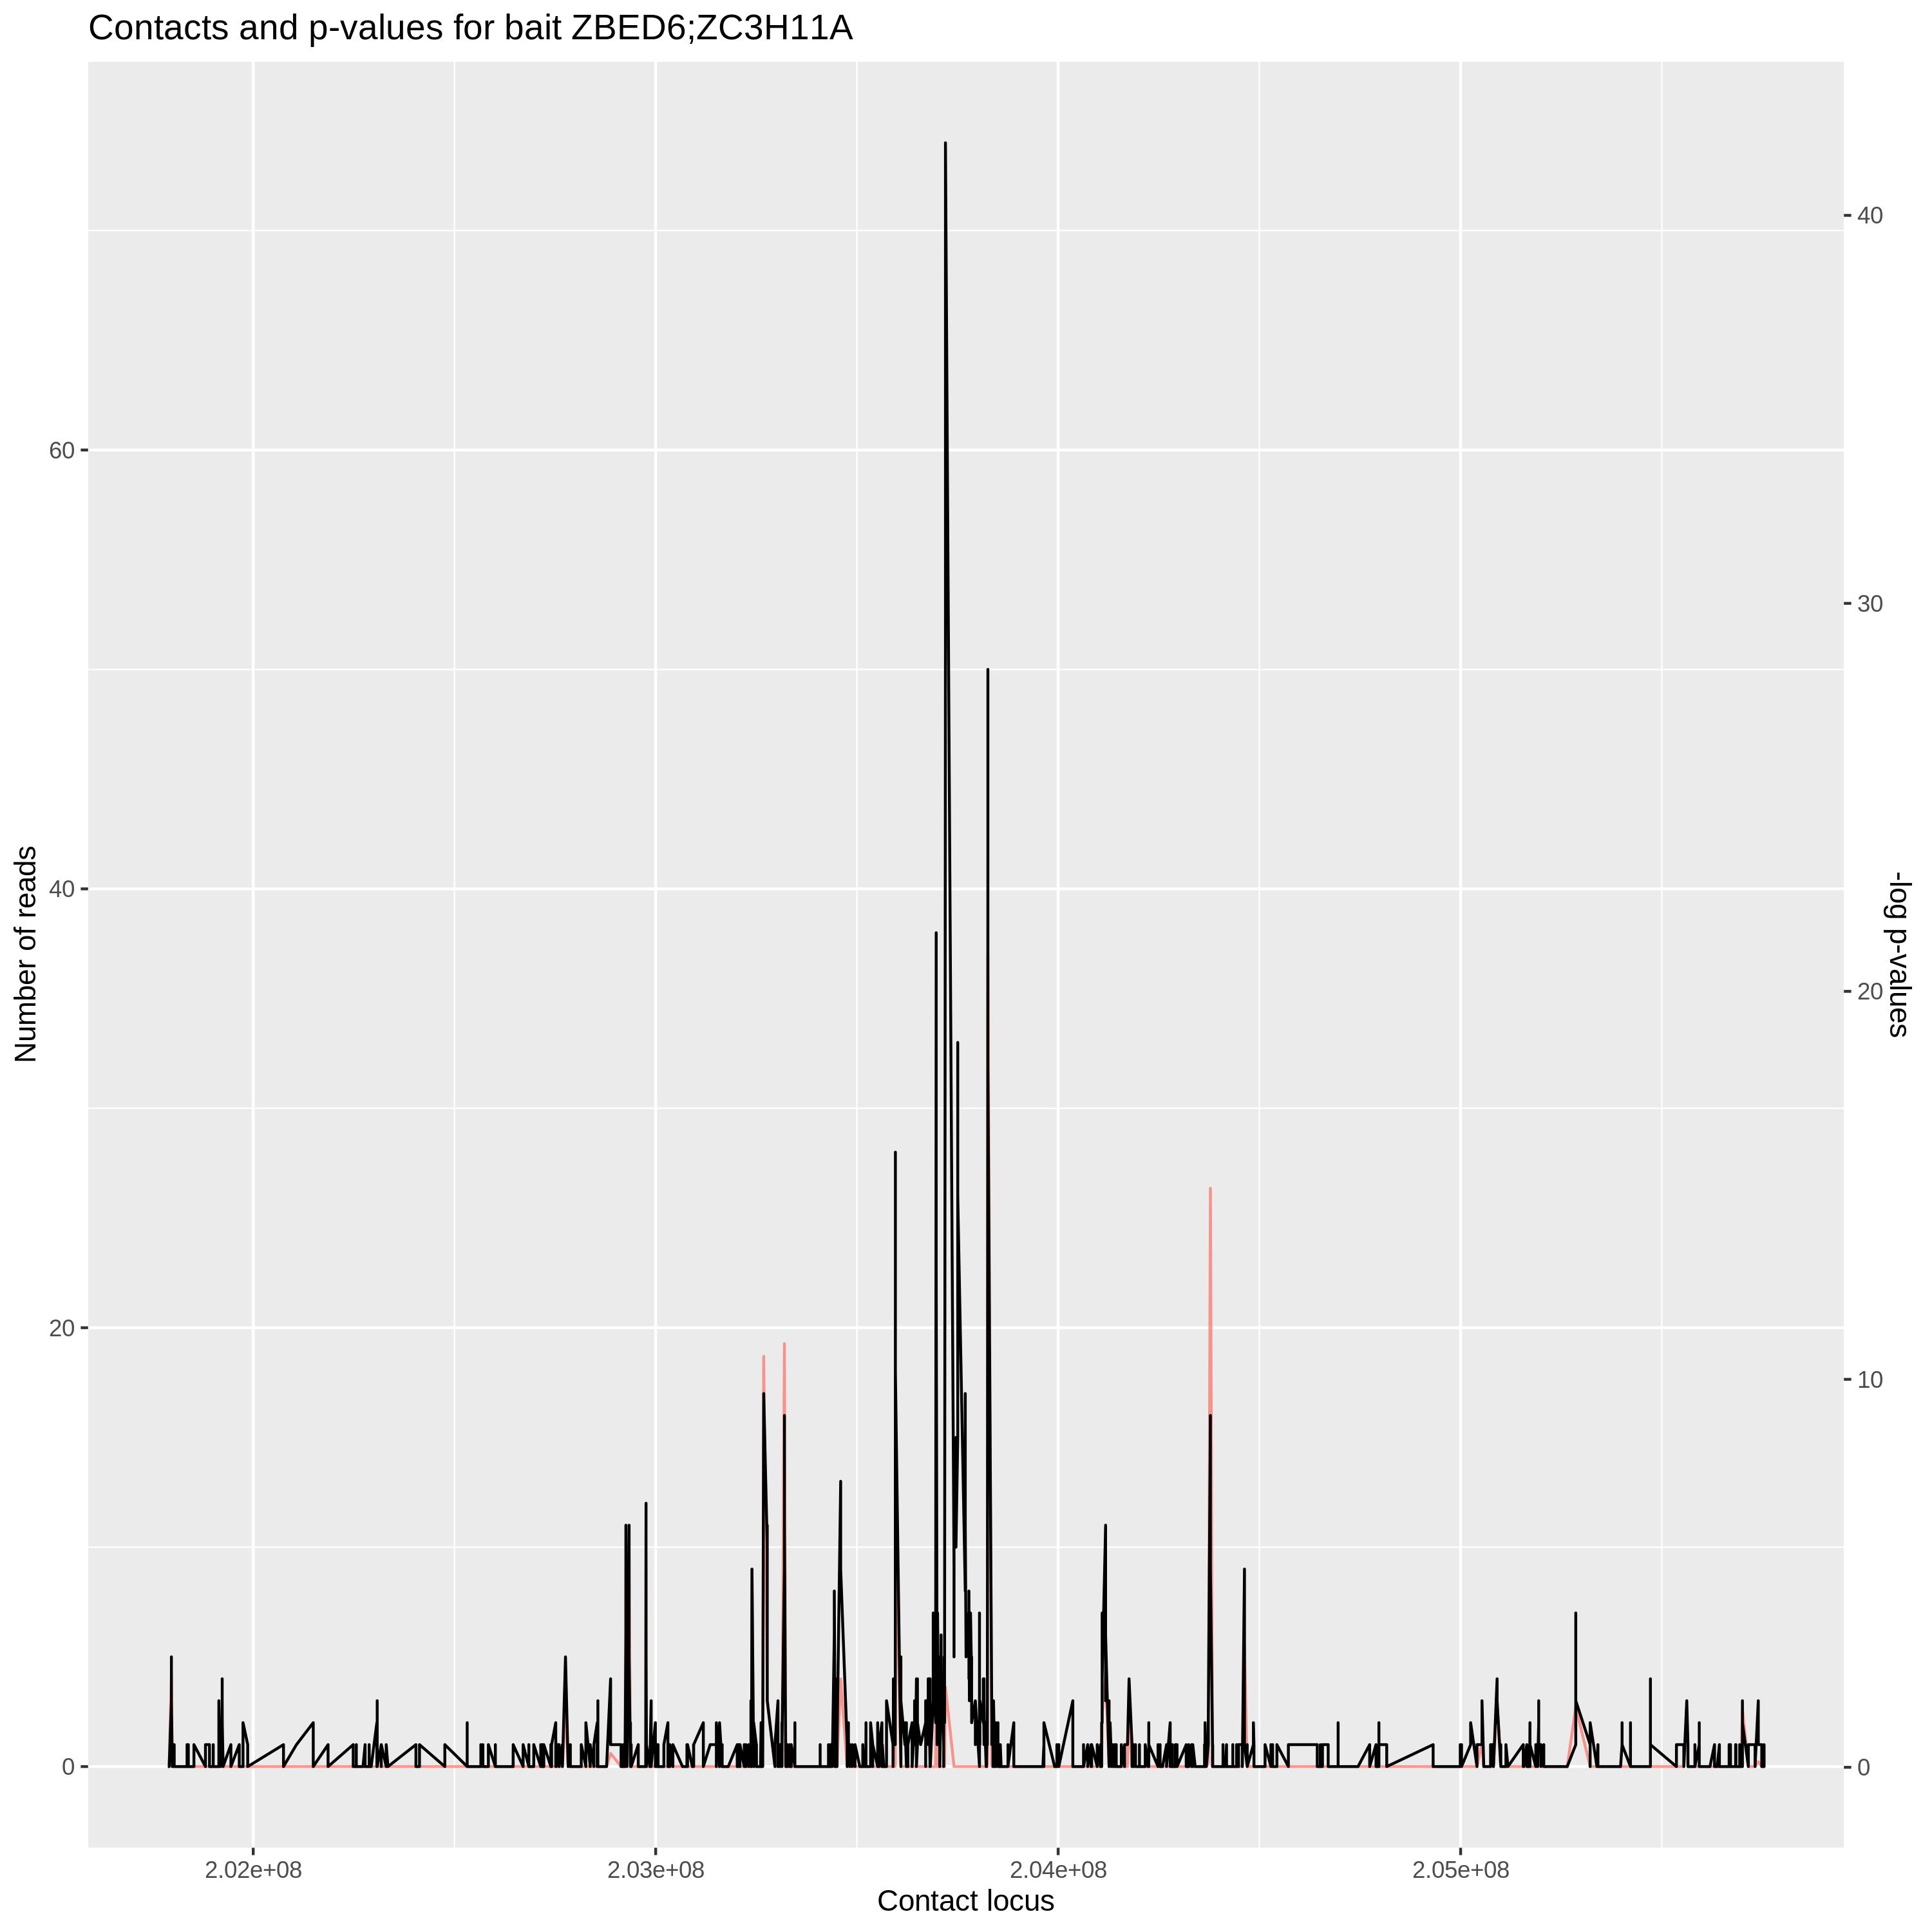 Contacts and p-values for bait ZBED6;ZC3H11A
Number of reads
60
40
20
0
40
30
20
10
0
-log p-values
2.02e+08 2.03e+08 2.04e+08 2.05e+08
Contact locus